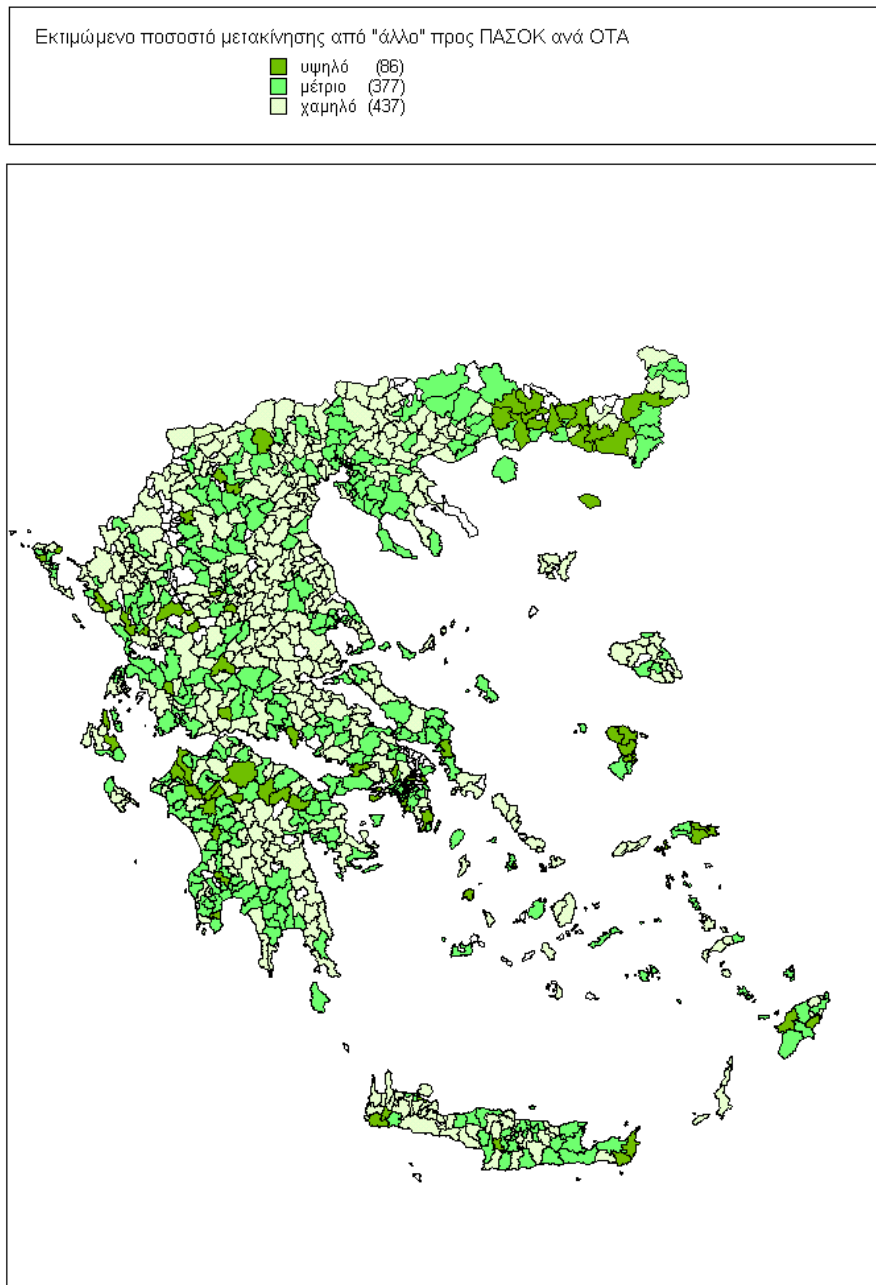 Εκτιμώμενο ποσοστό μετακίνησης από "άλλο" προς ΠΑΣΟΚ ανά ΟΤΑ
υψηλό (86)
μέτριο (377)
χαμηλό (437)